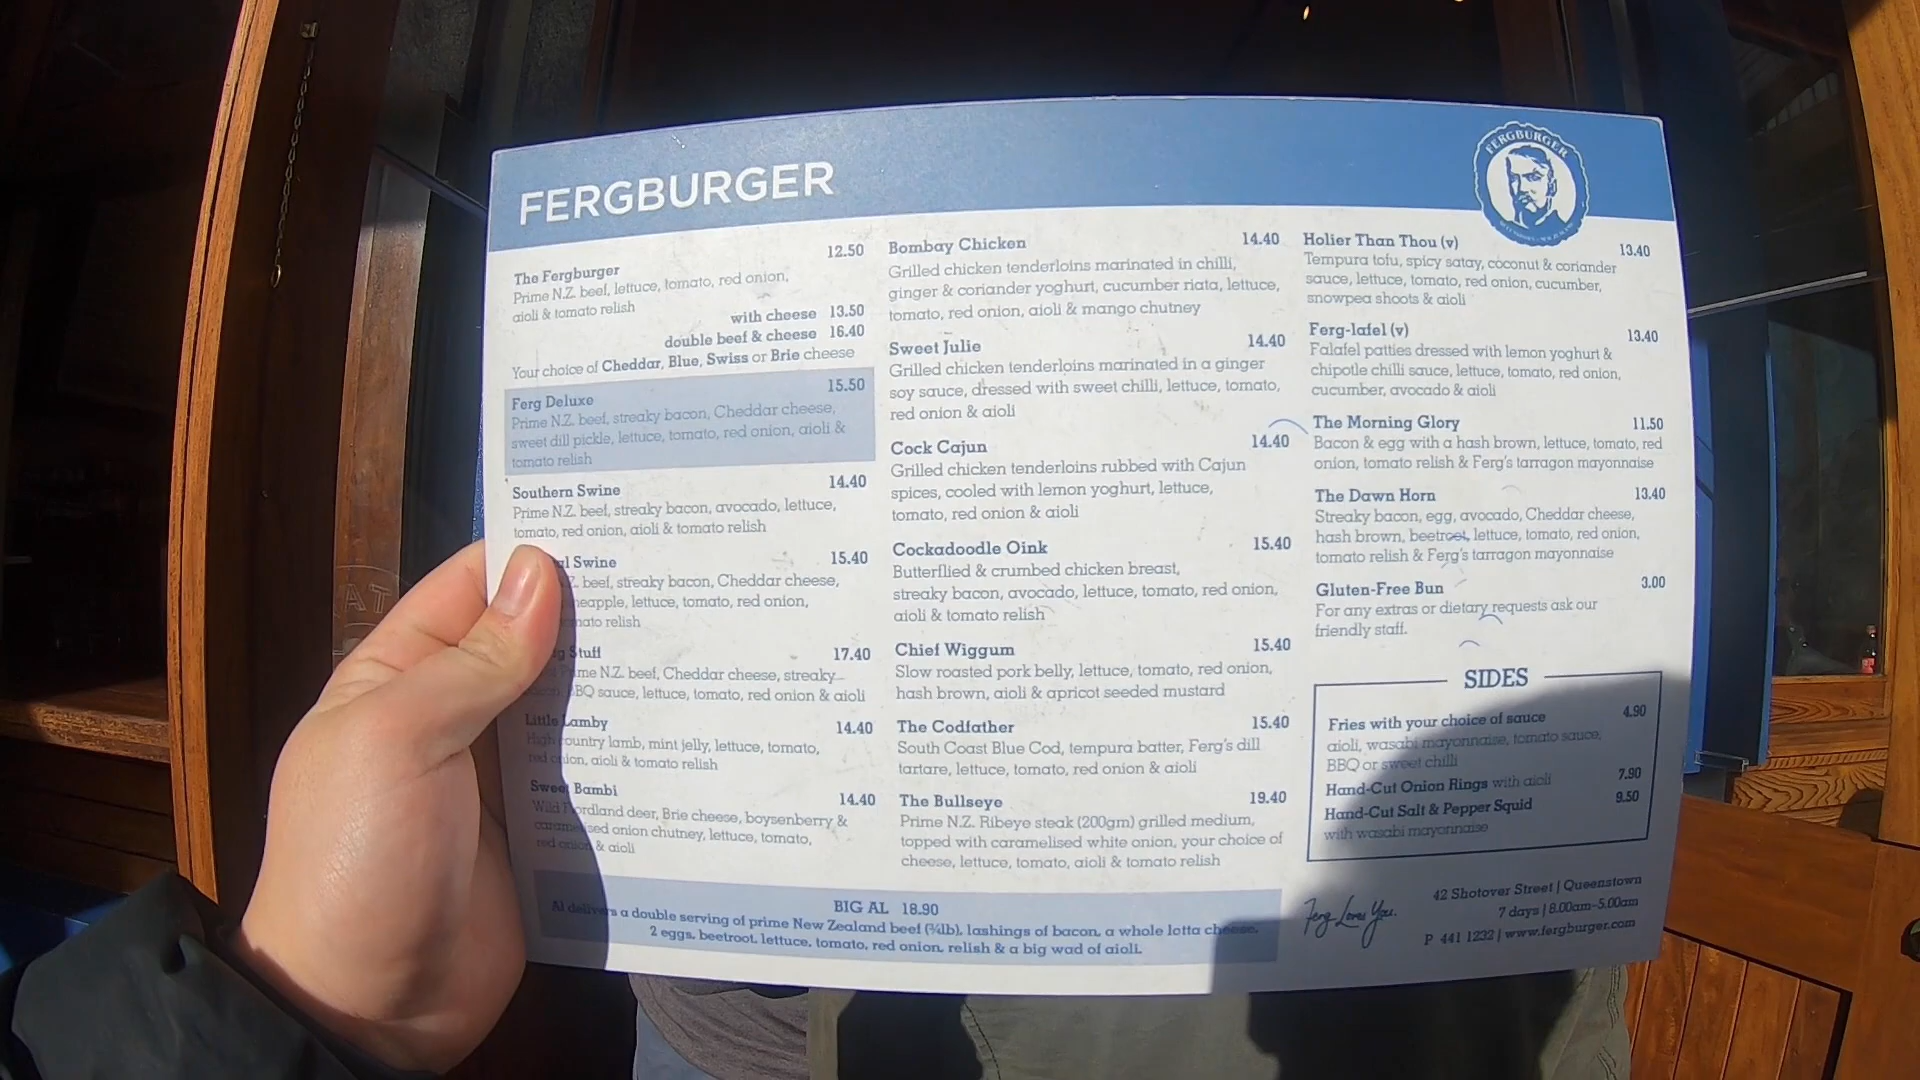 FERGBURGER
FERGBURGER
The Fergburger 12.50
Prime N.Z. beef, lettuce, tomato, red onion,
aioli & tomato relish
with cheese 13.50
double beef & cheese 16.40
Your choice of Cheddar, Blue, Swiss or Brie cheese
Ferg Deluxe 15.50
Prime N.Z. beef, streaky bacon, Cheddar cheese,
sweet dill pickle, lettuce, tomato, red onion, aioli &
tomato relish
Southern Swine 14.40
Prime N.Z. beef, streaky bacon, avocado, lettuce,
tomato, red onion, aioli & tomato relish
Swine 15.40
beef, streaky bacon, Cheddar cheese,
lettuce, tomato, red onion,
relish
Stuff 17.40
N.Z. beef, Cheddar cheese, streaky
BBQ sauce, lettuce, tomato, red onion & aioli
Little Lamby 14.40
High country lamb, mint jelly, lettuce, tomato,
red onion, aioli & tomato relish
Sweet Bambi 14.40
Wild Fiordland deer, Brie cheese, boysenberry &
caramelised onion chutney, lettuce, tomato,
red onion & aioli
Bombay Chicken 14.40
Grilled chicken tenderloins marinated in chilli,
ginger & coriander yoghurt, cucumber riata, lettuce,
tomato, red onion, aioli & mango chutney
Sweet Julie 14.40
Grilled chicken tenderloins marinated in a ginger
soy sauce, dressed with sweet chilli, lettuce, tomato,
red onion & aioli
Cock Cajun 14.40
Grilled chicken tenderloins rubbed with Cajun
spices, cooled with lemon yoghurt, lettuce,
tomato, red onion & aioli
Cockadoodle Oink 15.40
Butterflied & crumbed chicken breast,
streaky bacon, avocado, lettuce, tomato, red onion,
aioli & tomato relish
Chief Wiggum 15.40
Slow roasted pork belly, lettuce, tomato, red onion,
hash brown, aioli & apricot seeded mustard
The Codfather 15.40
South Coast Blue Cod, tempura batter, Ferg's dill
tartare, lettuce, tomato, red onion & aioli
The Bullseye 19.40
Prime N.Z. Ribeye steak (200gm) grilled medium,
topped with caramelised white onion, your choice of
cheese, lettuce, tomato, aioli & tomato relish
Holier Than Thou (v) 13.40
Tempura tofu, spicy satay, coconut & coriander
sauce, lettuce, tomato, red onion, cucumber,
snowpea shoots & aioli
Ferg-lafel (v) 13.40
Falafel patties dressed with lemon yoghurt &
chipotle chilli sauce, lettuce, tomato, red onion,
cucumber, avocado & aioli
The Morning Glory 11.50
Bacon & egg with a hash brown, lettuce, tomato, red
onion, tomato relish & Ferg's tarragon mayonnaise
The Dawn Horn 13.40
Streaky bacon, egg, avocado, Cheddar cheese,
hash brown, beetroot, lettuce, tomato, red onion,
tomato relish & Ferg's tarragon mayonnaise
Gluten-Free Bun 3.00
For any extras or dietary requests ask our
friendly staff.
SIDES
Fries with your choice of sauce 4.90
aioli, wasabi mayonnaise, tomato sauce,
BBQ or sweet chilli
Hand-Cut Onion Rings with aioli 7.90
Hand-Cut Salt & Pepper Squid 9.50
with wasabi mayonnaise
BIG AL 18.90
Al delivers a double serving of prime New Zealand beef (¾lb), lashings of bacon, a whole lotta cheese,
2 eggs, beetroot, lettuce, tomato, red onion, relish & a big wad of aioli.
Ferg Loves You.
42 Shotover Street | Queenstown
7 days | 8.00am-5.00am
P 441 1232 | www.fergburger.com